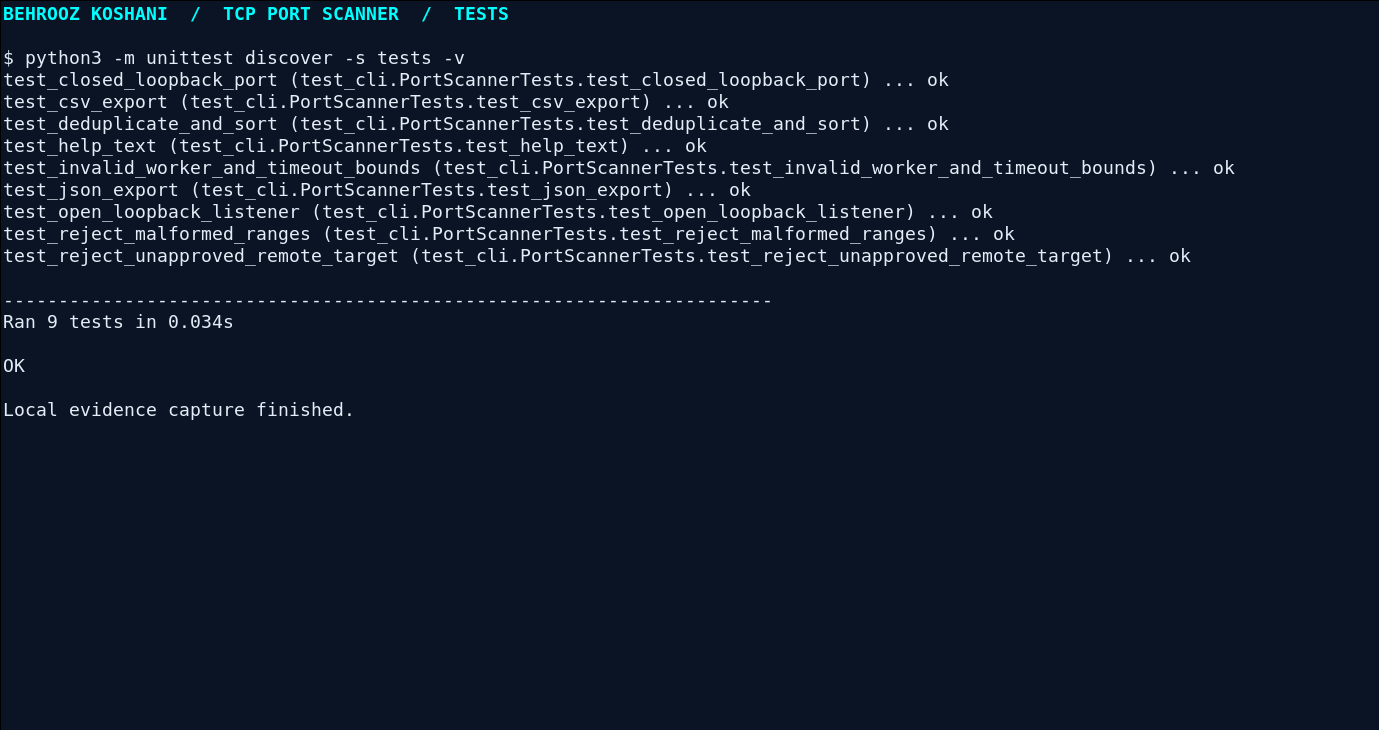 BEHROOZ KOSHANI  /  TCP PORT SCANNER  /  TESTS
$ python3 -m unittest discover -s tests -v
test_closed_loopback_port (test_cli.PortScannerTests.test_closed_loopback_port) ... ok
test_csv_export (test_cli.PortScannerTests.test_csv_export) ... ok
test_deduplicate_and_sort (test_cli.PortScannerTests.test_deduplicate_and_sort) ... ok
test_help_text (test_cli.PortScannerTests.test_help_text) ... ok
test_invalid_worker_and_timeout_bounds (test_cli.PortScannerTests.test_invalid_worker_and_timeout_bounds) ... ok
test_json_export (test_cli.PortScannerTests.test_json_export) ... ok
test_open_loopback_listener (test_cli.PortScannerTests.test_open_loopback_listener) ... ok
test_reject_malformed_ranges (test_cli.PortScannerTests.test_reject_malformed_ranges) ... ok
test_reject_unapproved_remote_target (test_cli.PortScannerTests.test_reject_unapproved_remote_target) ... ok
----------------------------------------------------------------------
Ran 9 tests in 0.034s
OK
Local evidence capture finished.